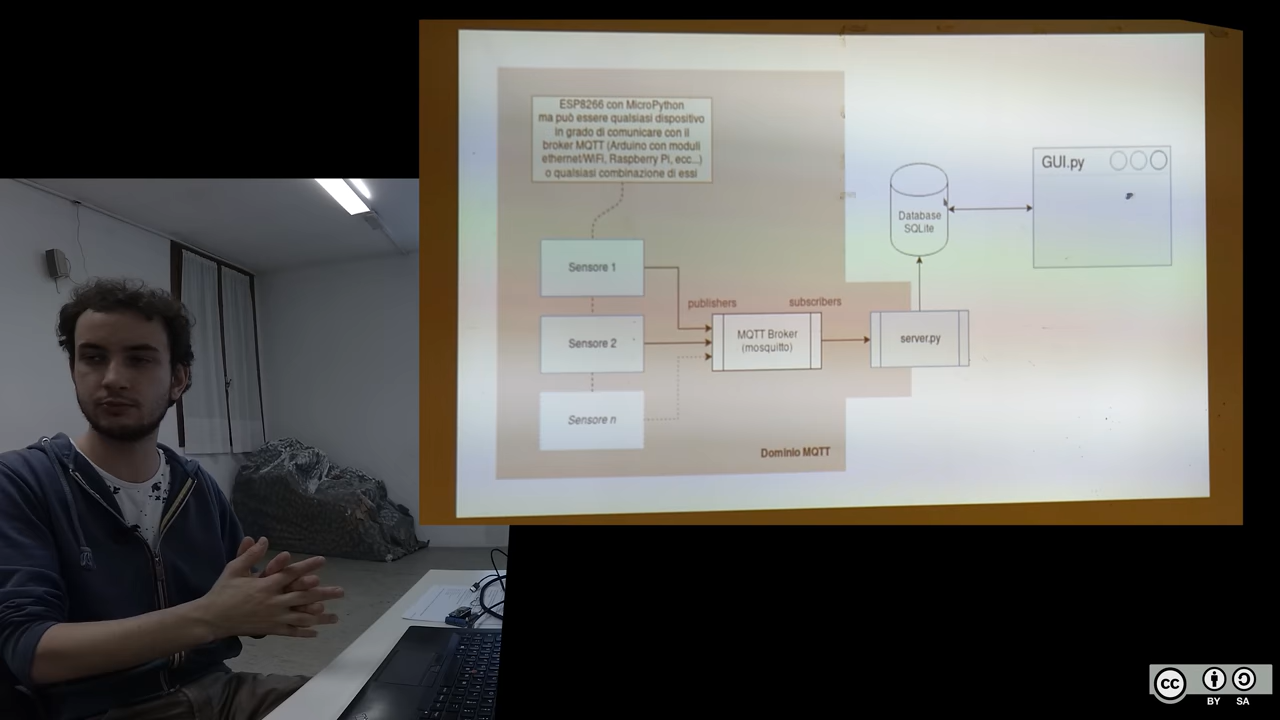 ESP8266 con MicroPython
ma può essere qualsiasi dispositivo
in grado di comunicare con il
broker MQTT (Arduino con moduli
ethernet/WiFi, Raspberry Pi, ecc...)
o qualsiasi combinazione di essi
Sensore 1
Sensore 2
Sensore n
publishers
subscribers
MQTT Broker
(mosquitto)
server.py
Database
SQLite
GUI.py
Dominio MQTT
cc
BY SA